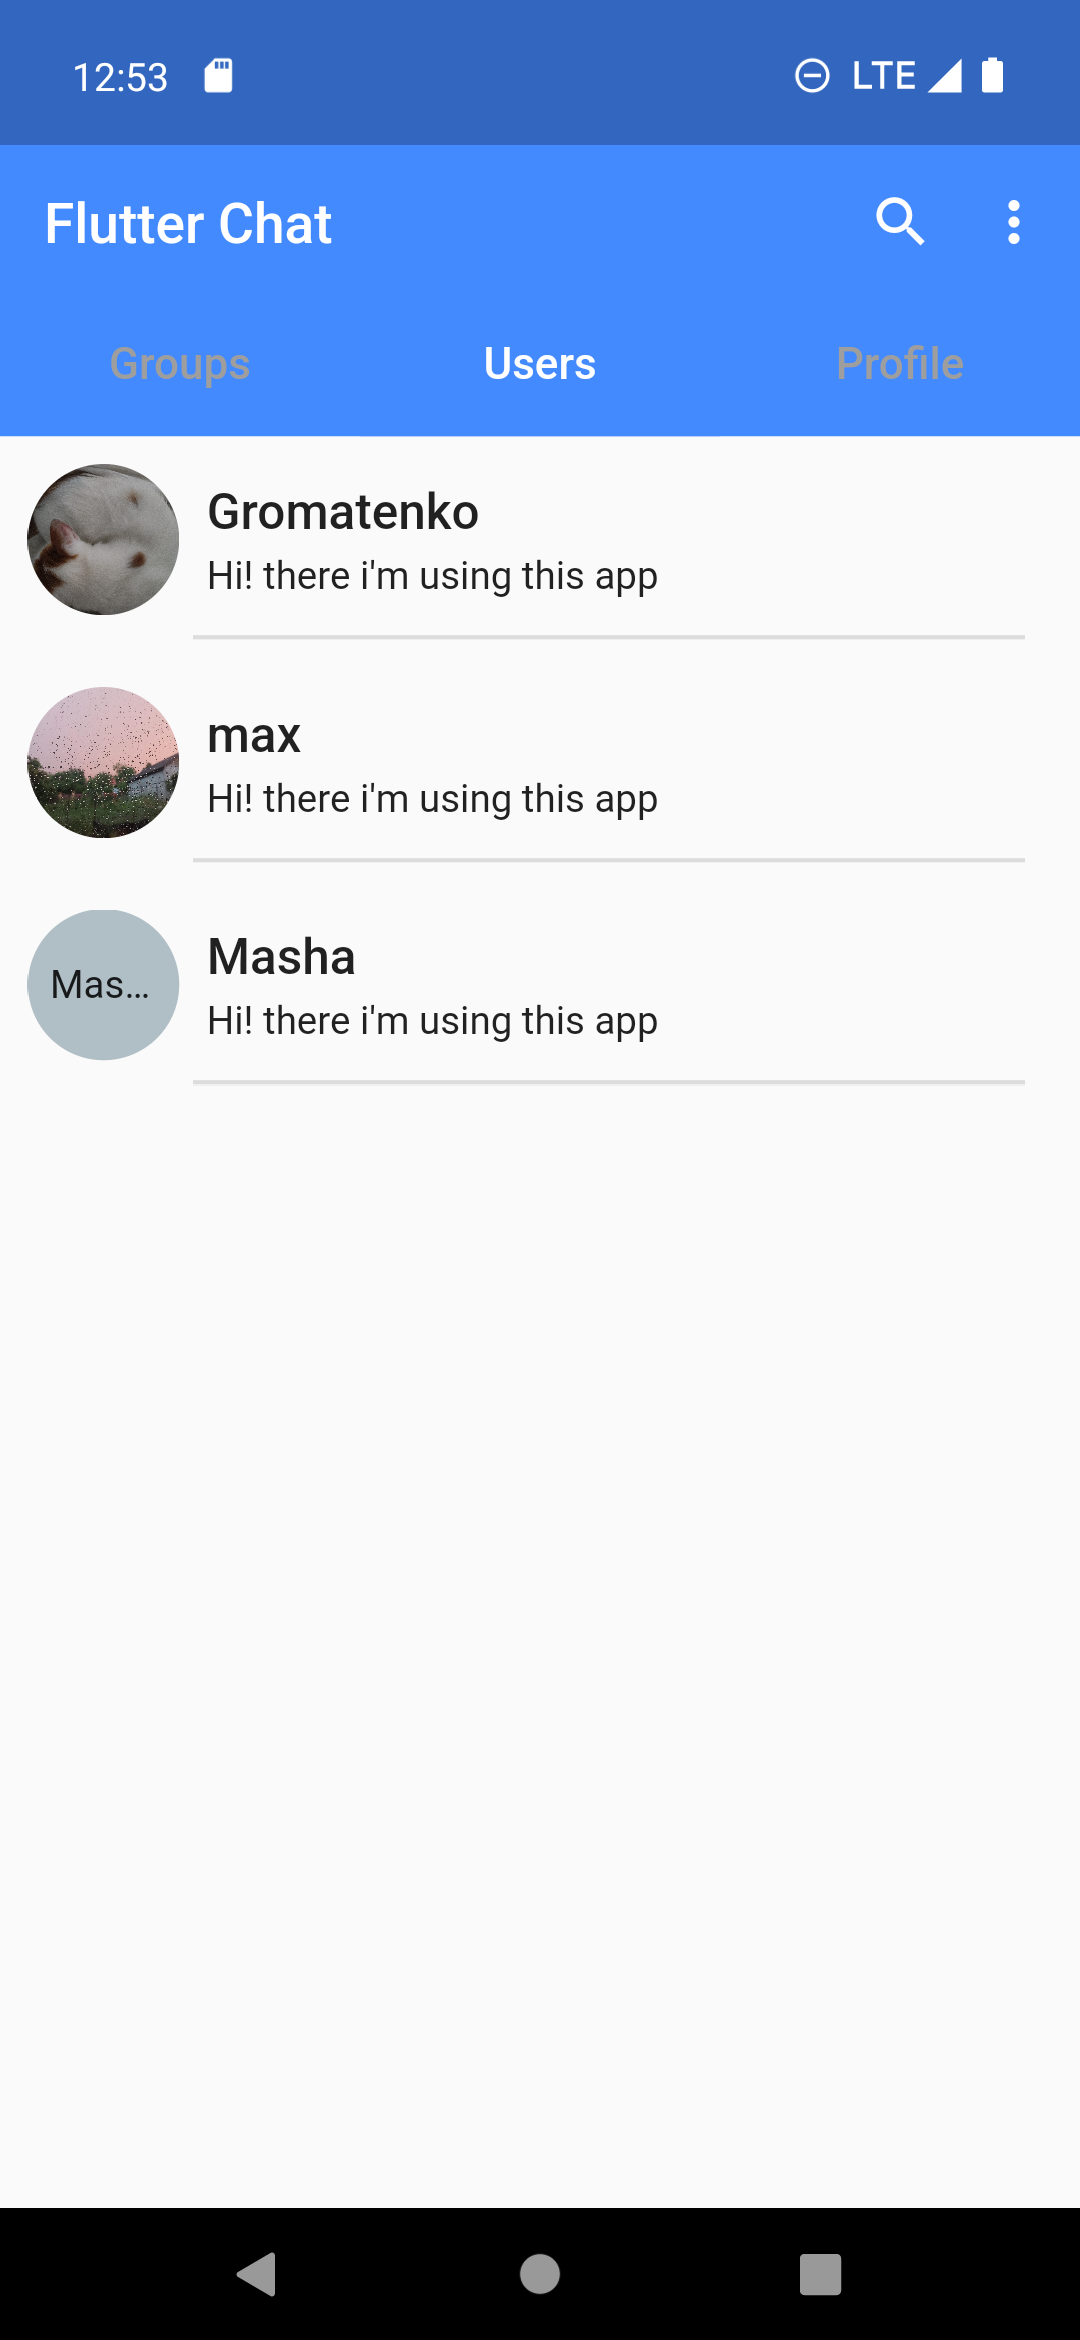 12:53 LTE
Flutter Chat
Groups Users Profile
Gromatenko
Hi! there i'm using this app
max
Hi! there i'm using this app
Mas... Masha
Hi! there i'm using this app